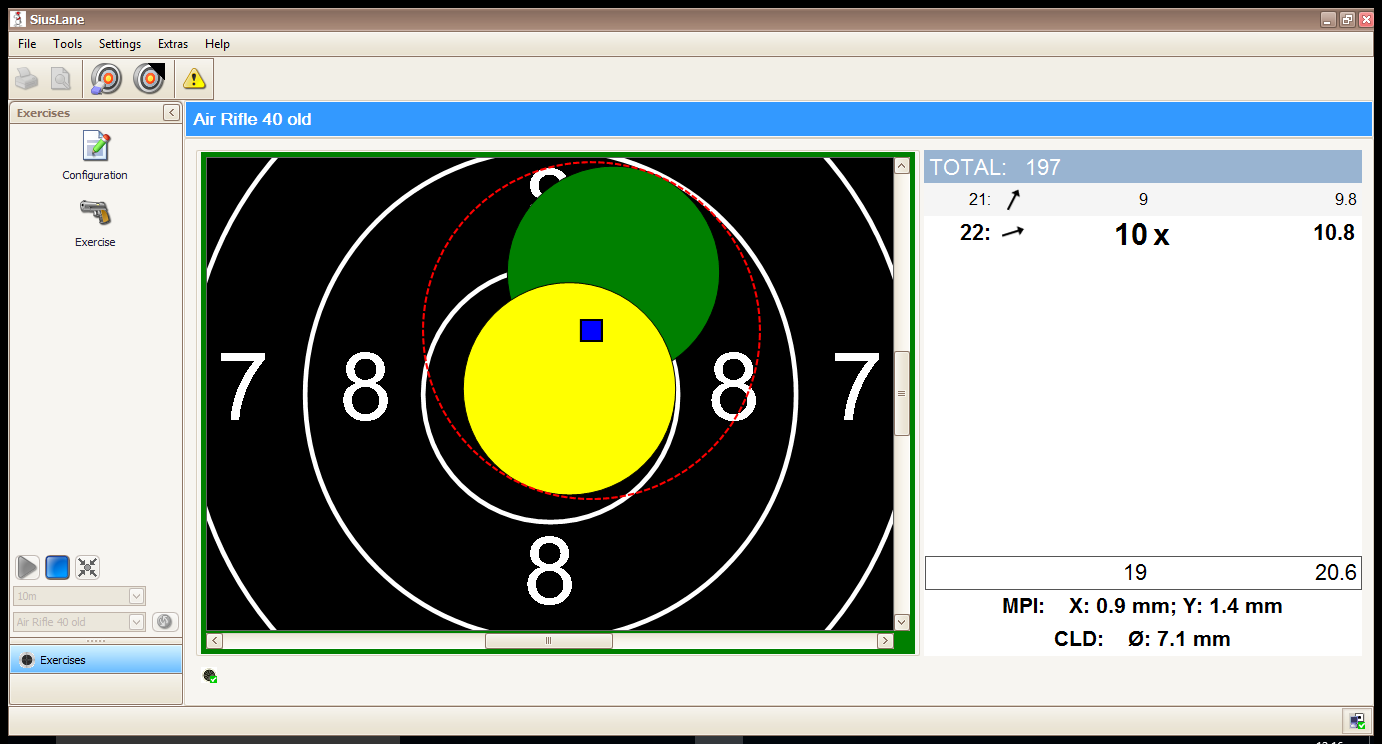 SiusLane
File Tools Settings Extras Help
Exercises
Configuration
Exercise
10m
Air Rifle 40 old
Exercises
Air Rifle 40 old
7 8 8 7
8
TOTAL: 197
21: 9 9.8
22: 10 x 10.8
19 20.6
MPI: X: 0.9 mm; Y: 1.4 mm
CLD: Ø: 7.1 mm